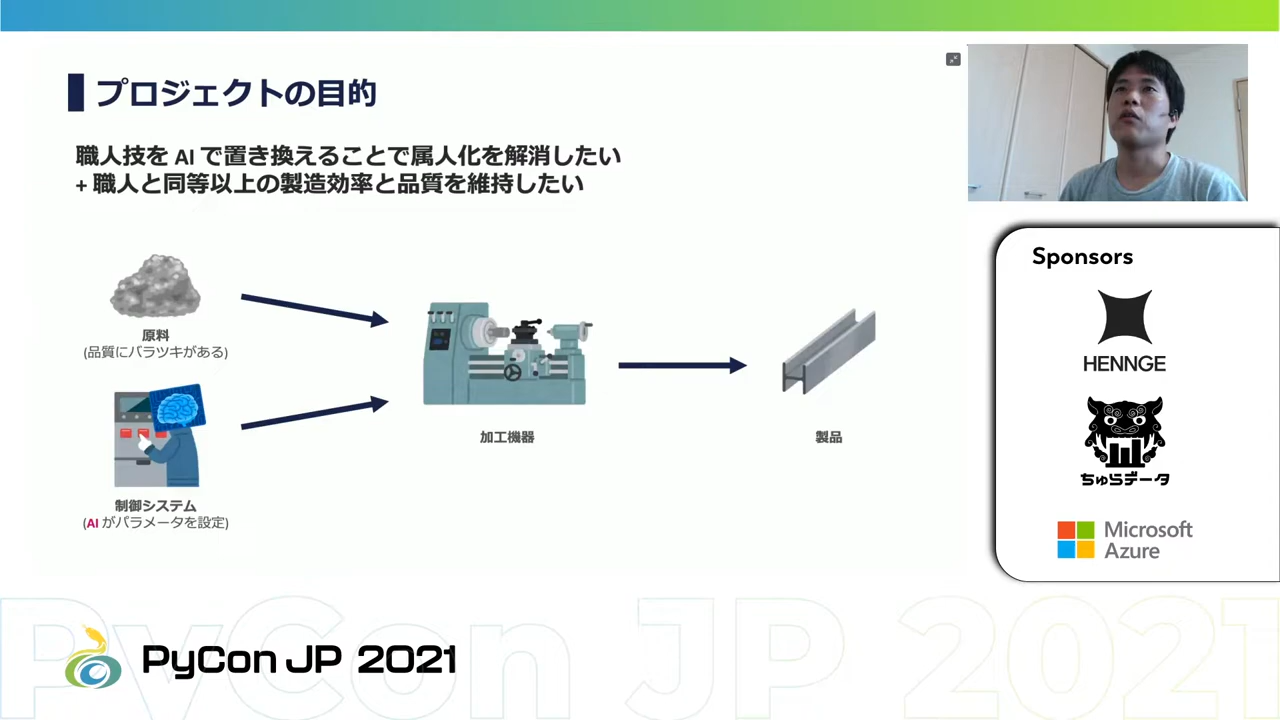 プロジェクトの目的
職人技を AI で置き換えることで属人化を解消したい
+ 職人と同等以上の製造効率と品質を維持したい
原料
(品質にバラツキがある)
制御システム
(AI がパラメータを設定)
加工機器
製品
Sponsors
HENNGE
ちゅらデータ
Microsoft
Azure
PyCon JP 2021
PyCon JP 2021